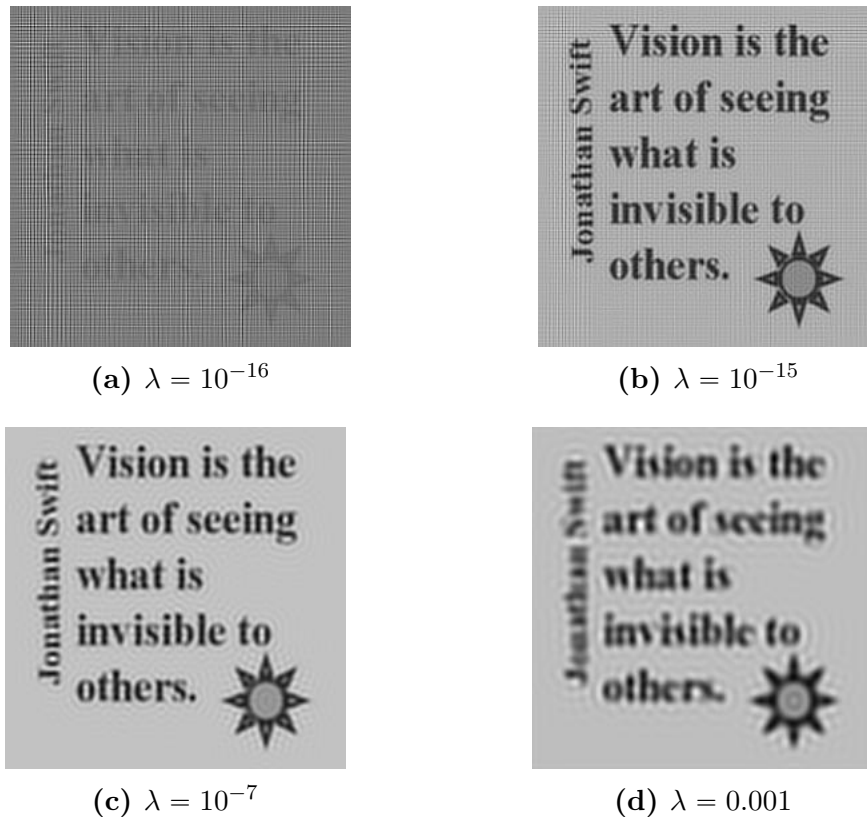 Vision is the
art of seeing
what is
invisible to
others.
Jonathan Swift
(a) λ = 10⁻¹⁶
Vision is the
art of seeing
what is
invisible to
others.
Jonathan Swift
(b) λ = 10⁻¹⁵
Vision is the
art of seeing
what is
invisible to
others.
Jonathan Swift
(c) λ = 10⁻⁷
Vision is the
art of seeing
what is
invisible to
others.
Jonathan Swift
(d) λ = 0.001